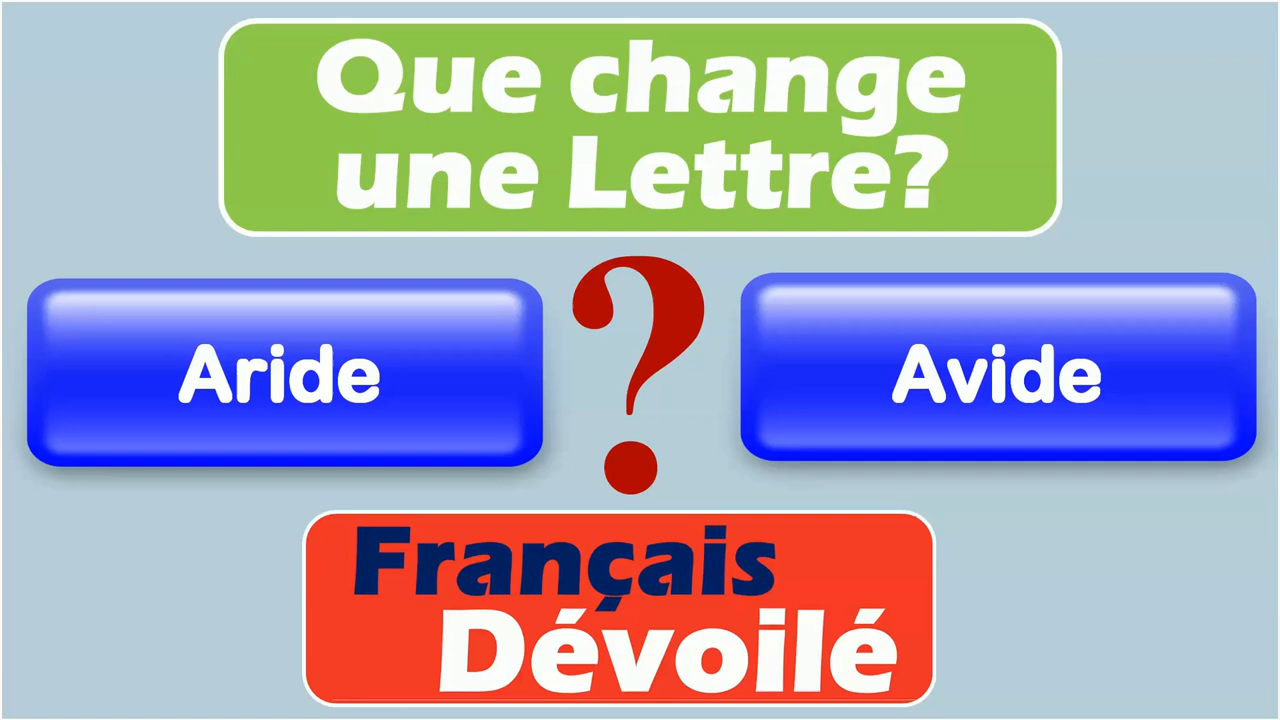 Que change
une Lettre?
Aride
?
Avide
Français
Dévoilé